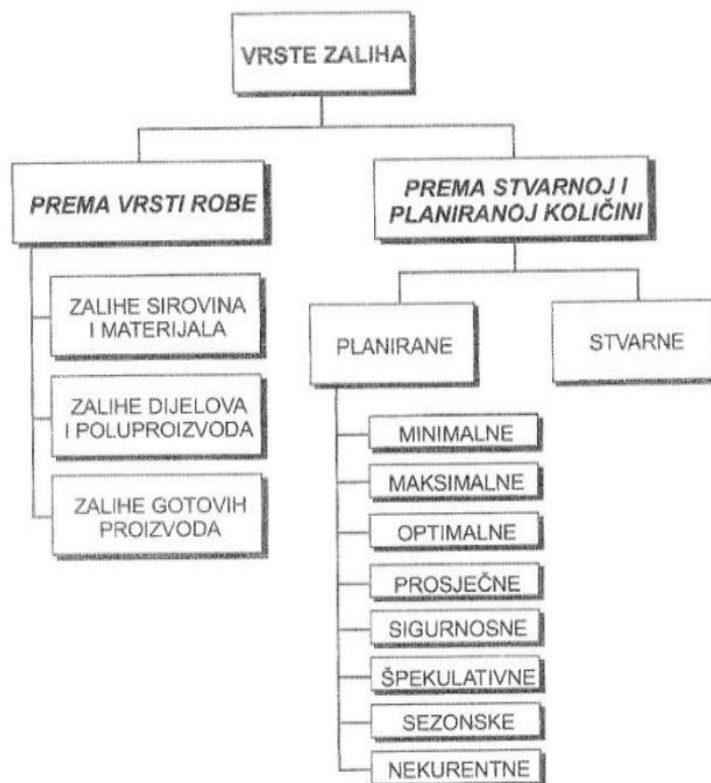 VRSTE ZALIHA
PREMA VRSTI ROBE
ZALIHE SIROVINA
I MATERIJALA
ZALIHE DIJELOVA
I POLUPROIZVODA
ZALIHE GOTOVIH
PROIZVODA
PREMA STVARNOJ I
PLANIRANOJ KOLIČINI
PLANIRANE
STVARNE
MINIMALNE
MAKSIMALNE
OPTIMALNE
PROSJEČNE
SIGURNOSNE
ŠPEKULATIVNE
SEZONSKE
NEKURENTNE